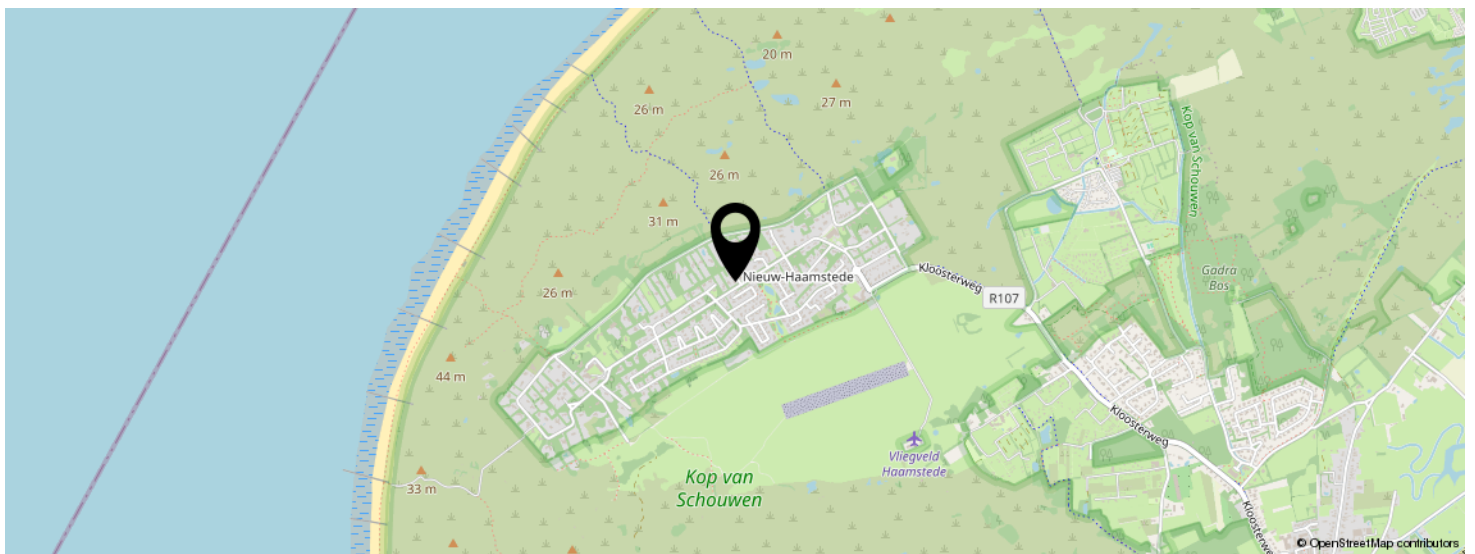 20 m
26 m
27 m
26 m
31 m
Kop van Schouwen
Gadra
Bos
Nieuw-Haamstede
Kloosterweg
R107
26 m
44 m
Kloosterweg
Vliegveld
Haamstede
Kop van
Schouwen
33 m
Kloosterweg
© OpenStreetMap contributors